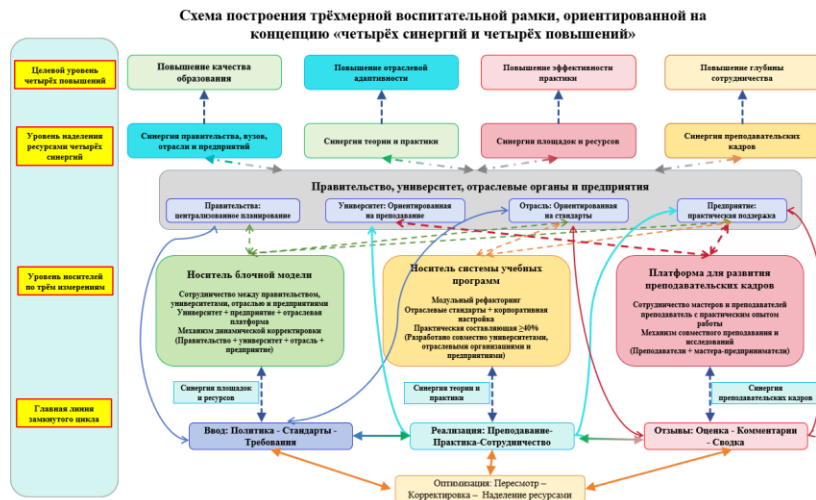 Схема построения трёхмерной воспитательной рамки, ориентированной на
концепцию «четырёх синергий и четырёх повышений»
Целевой уровень
четырёх повышений
Повышение качества
образования
Повышение отраслевой
адаптивности
Повышение эффективности
практики
Повышение глубины
сотрудничества
Уровень наделения
ресурсами четырёх
синергий
Синергия правительства, вузов,
отрасли и предприятий
Синергия теории и практики
Синергия площадок и ресурсов
Синергия преподавательских
кадров
Правительство, университет, отраслевые органы и предприятия
Правительства:
централизованное планирование
Университет: Ориентированная
на преподавание
Отрасль: Ориентированная
на стандарты
Предприятие:
практическая поддержка
Уровень носителей
по трём измерениям
Носитель блочной модели
Сотрудничество между правительством,
университетами, отраслью и предприятиями
Университет + предприятие + отраслевая
платформа
Механизм динамической корректировки
(Правительство + университет + отрасль +
предприятие)
Носитель системы учебных
программ
Модульный рефакторинг
Отраслевые стандарты + корпоративная
настройка
Практическая составляющая ≥40%
(Разработано совместно университетами,
отраслевыми организациями и
предприятиями)
Платформа для развития
преподавательских кадров
Сотрудничество мастеров и преподавателей
преподаватель с практическим опытом
работы
Механизм совместного преподавания и
исследований
(Преподаватели + мастера-предприниматели)
Синергия площадок
и ресурсов
Синергия теории и
практики
Синергия
преподавательских кадров
Главная линия
замкнутого цикла
Ввод: Политика - Стандарты -
Требования
Реализация: Преподавание-
Практика-Сотрудничество
Отзывы: Оценка - Комментарии
- Сводка
Оптимизация: Пересмотр –
Корректировка – Наделение ресурсами